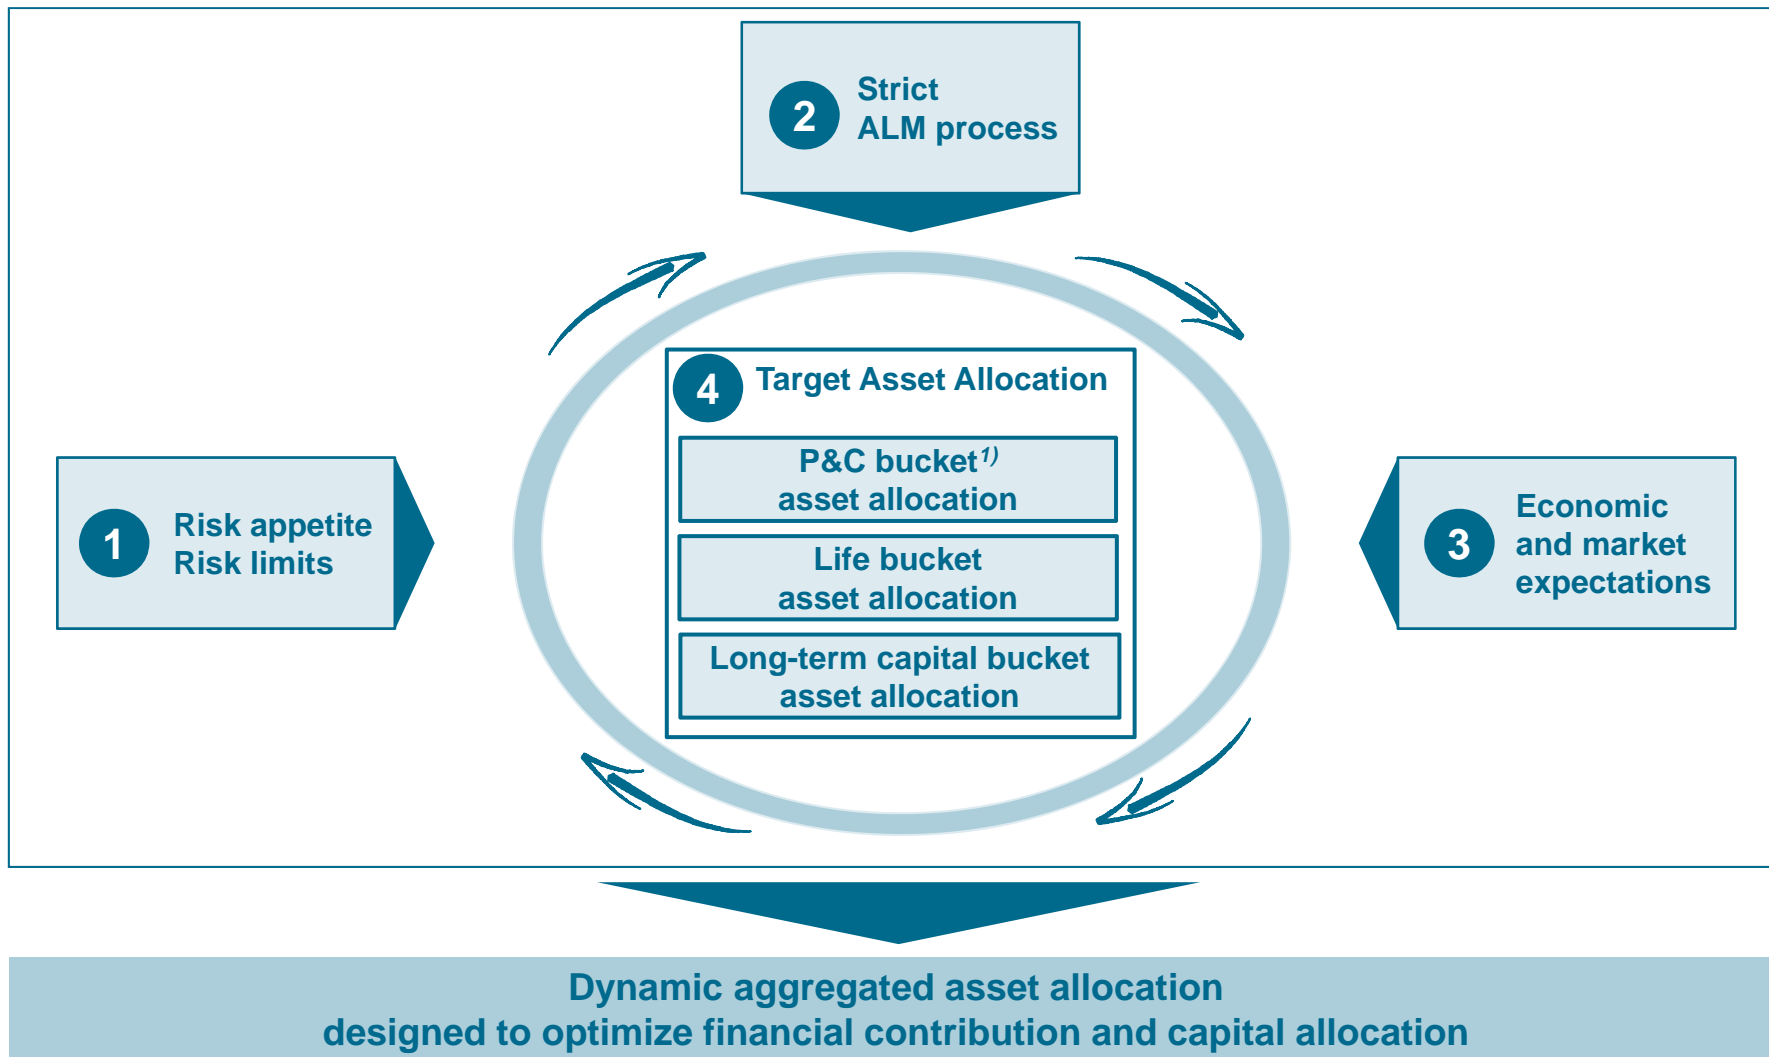 2
Strict
ALM process
4
Target Asset Allocation
P&C bucket1)
asset allocation
Life bucket
asset allocation
Long-term capital bucket
asset allocation
1
Risk appetite
Risk limits
3
Economic
and market
expectations
Dynamic aggregated asset allocation
designed to optimize financial contribution and capital allocation